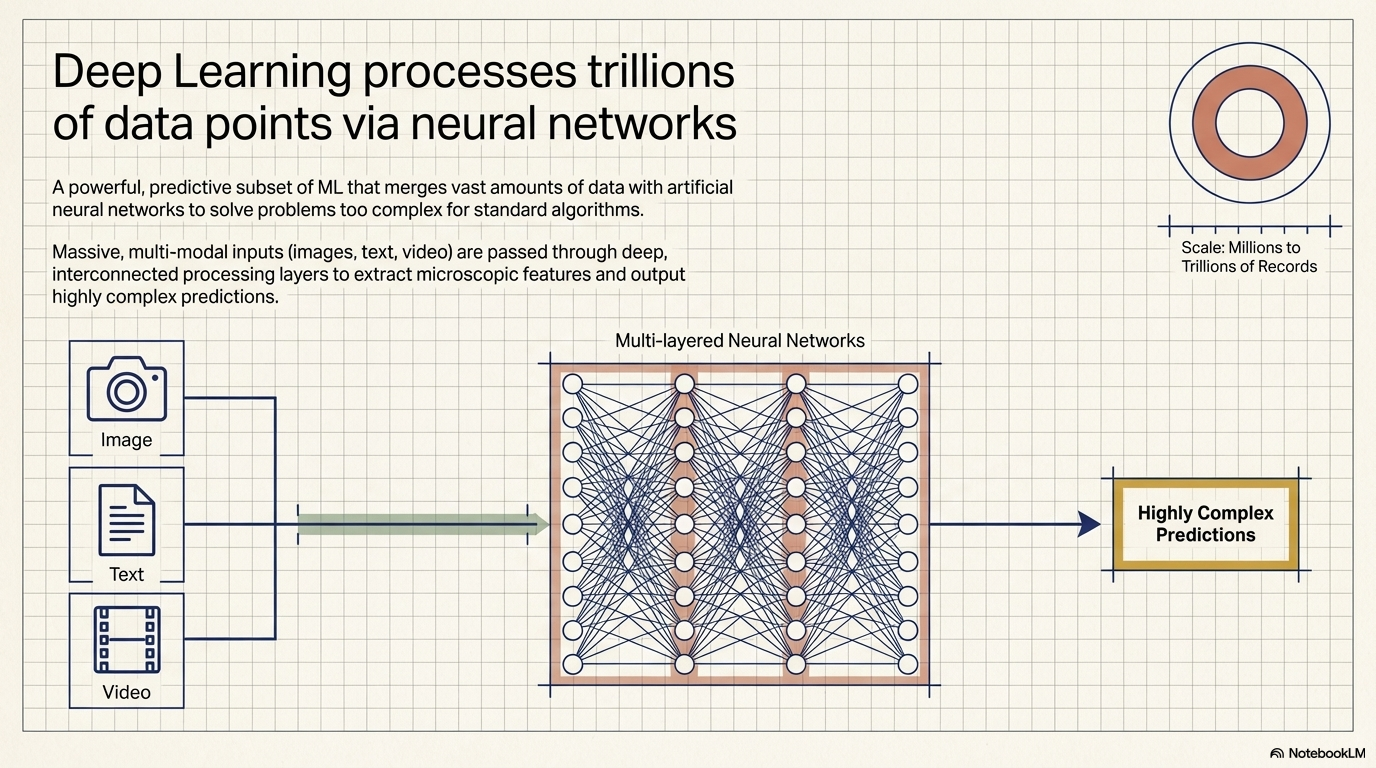 Deep Learning processes trillions
of data points via neural networks
A powerful, predictive subset of ML that merges vast amounts of data with artificial
neural networks to solve problems too complex for standard algorithms.
Massive, multi-modal inputs (images, text, video) are passed through deep,
interconnected processing layers to extract microscopic features and output
highly complex predictions.
Scale: Millions to
Trillions of Records
Multi-layered Neural Networks
Image
Text
Video
Highly Complex
Predictions
NotebookLM